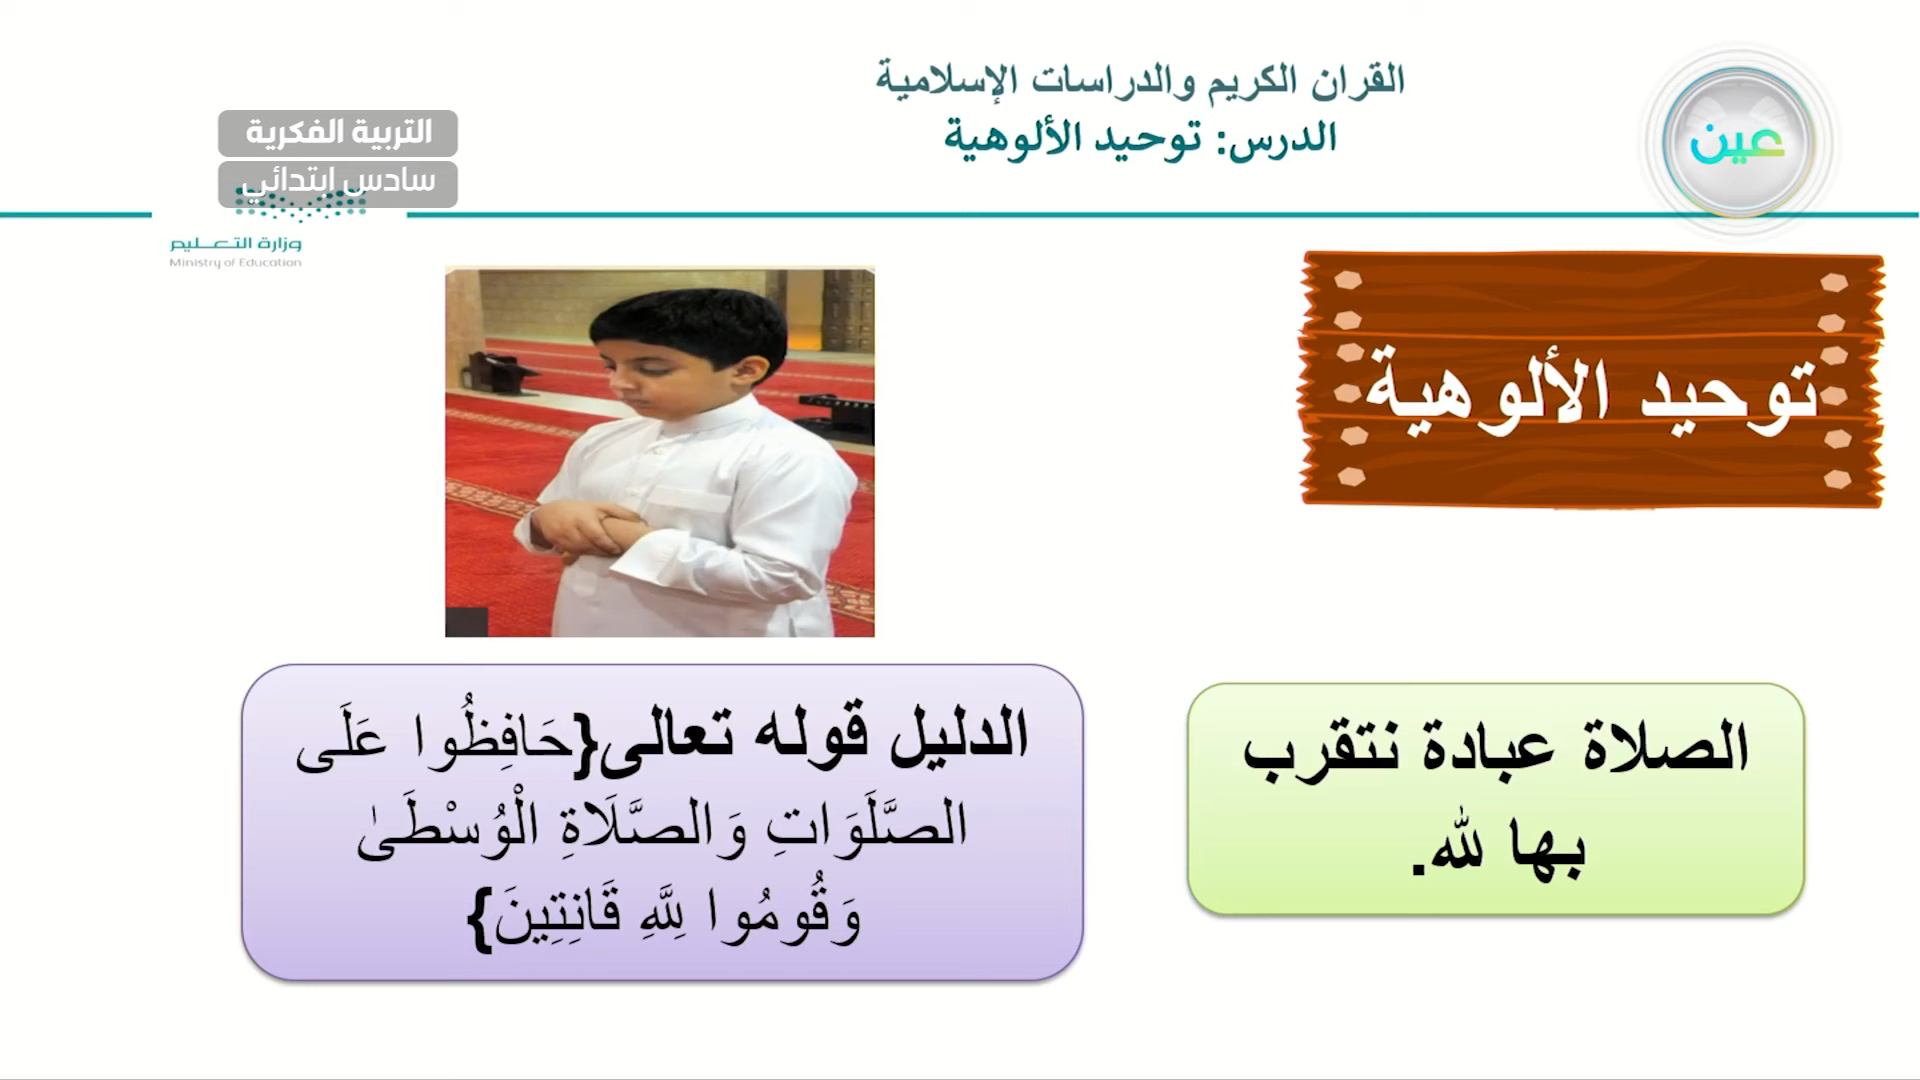 القران الكريم والدراسات الإسلامية
الدرس: توحيد الألوهية
عين
التربية الفكرية
سادس ابتدائي
وزارة التعـليم
Ministry of Education
توحيد الألوهية
الصلاة عبادة نتقرب
بها لله.
الدليل قوله تعالى{حَافِظُوا عَلَى
الصَّلَوَاتِ وَالصَّلَاةِ الْوُسْطَىٰ
وَقُومُوا لِلَّهِ قَانِتِينَ}